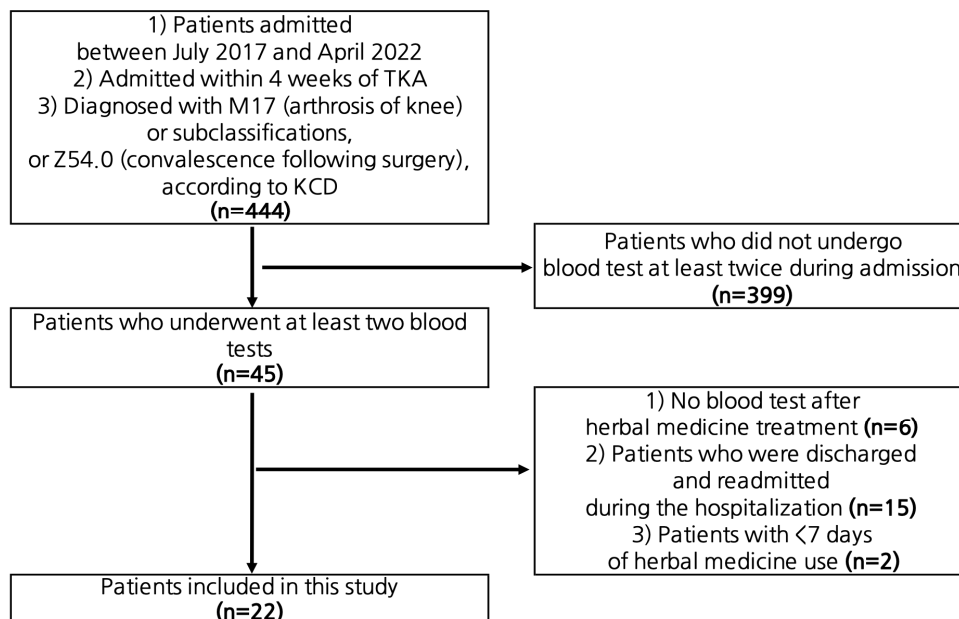 1) Patients admitted
between July 2017 and April 2022
2) Admitted within 4 weeks of TKA
3) Diagnosed with M17 (arthrosis of knee)
or subclassifications,
or Z54.0 (convalescence following surgery),
according to KCD
(n=444)
Patients who did not undergo
blood test at least twice during admission
(n=399)
Patients who underwent at least two blood
tests
(n=45)
1) No blood test after
herbal medicine treatment (n=6)
2) Patients who were discharged
and readmitted
during the hospitalization (n=15)
3) Patients with <7 days
of herbal medicine use (n=2)
Patients included in this study
(n=22)